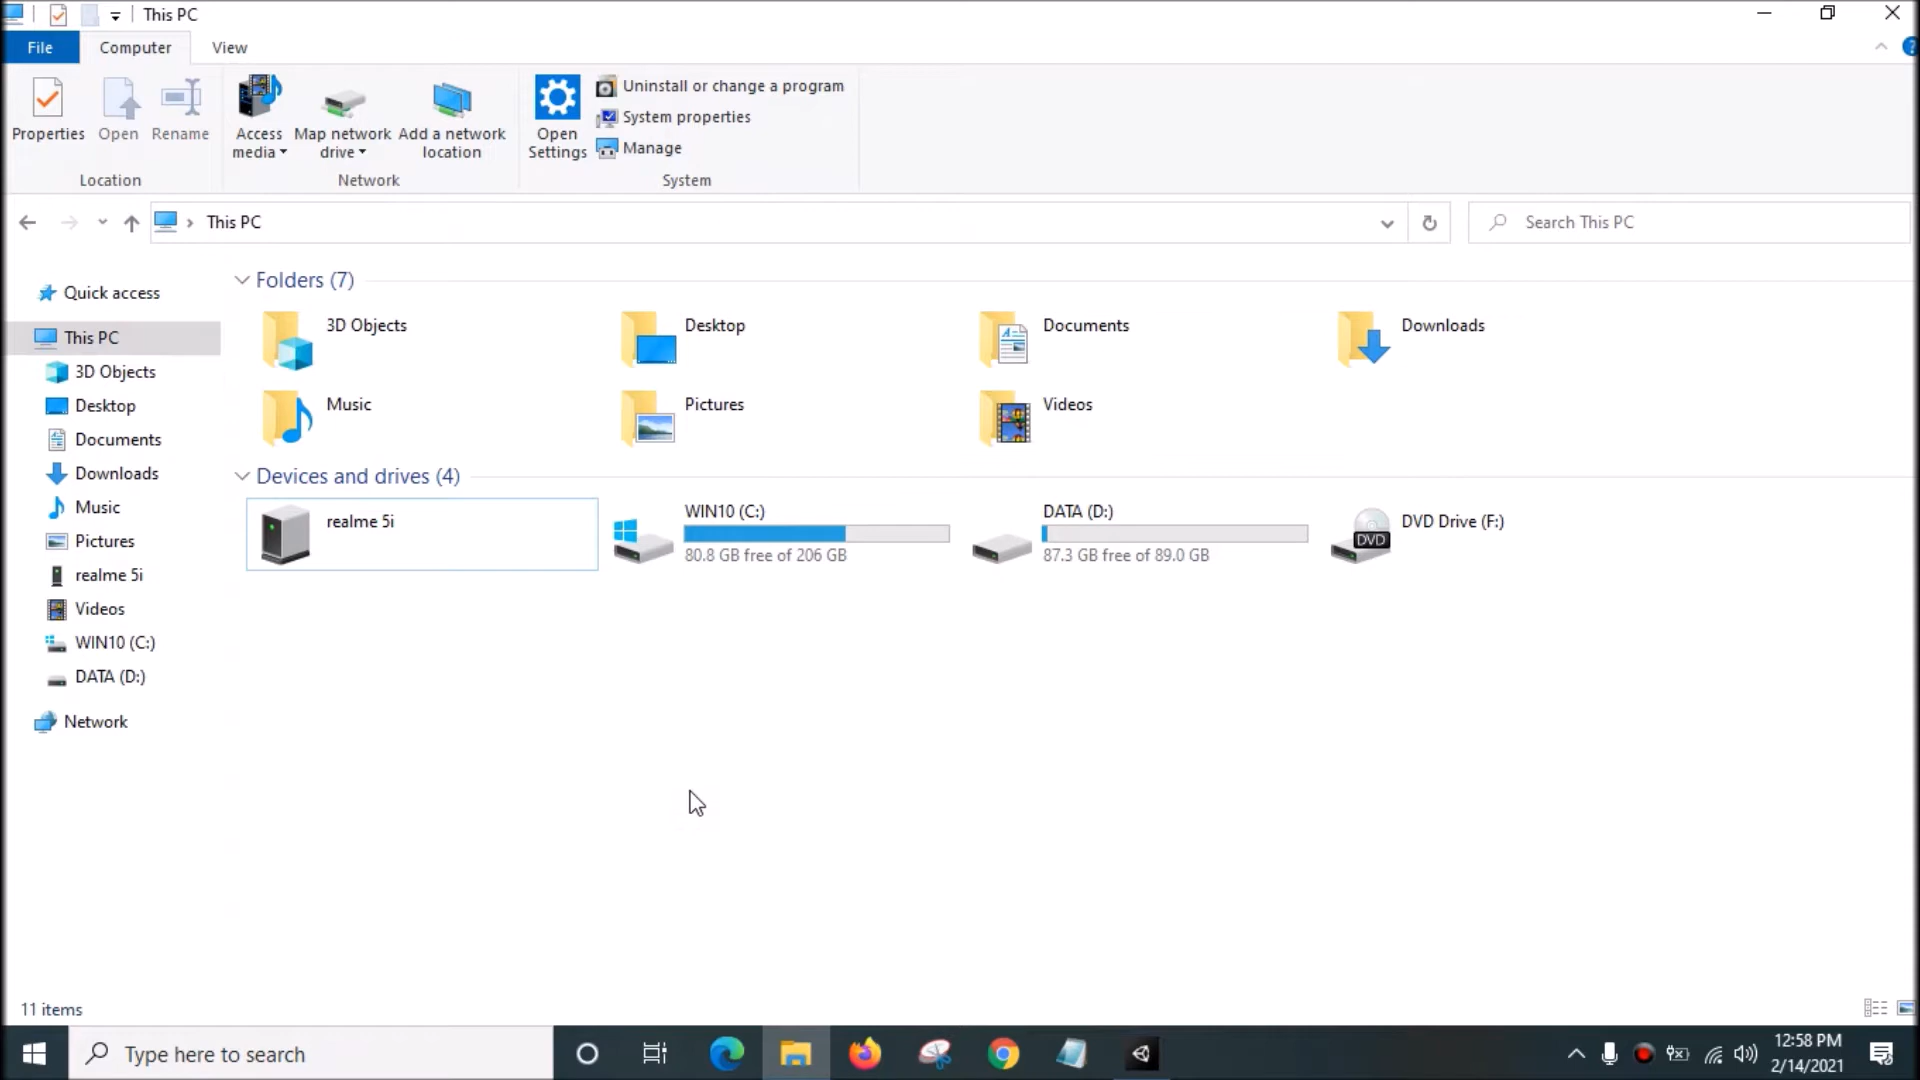 This PC
File
Computer
View
Properties
Open
Rename
Access
media
Map network
drive
Add a network
location
Open
Settings
Uninstall or change a program
System properties
Manage
Location
Network
System
This PC
Search This PC
Quick access
This PC
3D Objects
Desktop
Documents
Downloads
Music
Pictures
realme 5i
Videos
WIN10 (C:)
DATA (D:)
Network
Folders (7)
3D Objects
Desktop
Documents
Downloads
Music
Pictures
Videos
Devices and drives (4)
realme 5i
WIN10 (C:)
80.8 GB free of 206 GB
DATA (D:)
87.3 GB free of 89.0 GB
DVD
DVD Drive (F:)
11 items
Type here to search
12:58 PM
2/14/2021